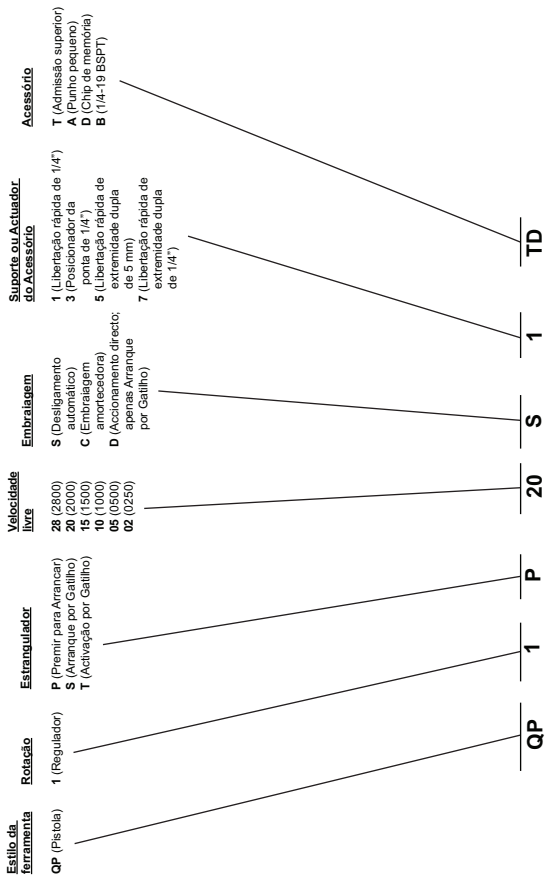 Estilo da
ferramenta
QP (Pistola)
Rotação
1 (Regulador)
Estrangulador
P (Premir para Arrancar)
S (Arranque por Gatilho)
T (Activação por Gatilho)
Velocidade
livre
28 (2800)
20 (2000)
15 (1500)
10 (1000)
05 (0500)
02 (0250)
Embraiagem
S (Desligamento
automático)
C (Embraiagem
amortecedora)
D (Accionamento directo;
apenas Arranque
por Gatilho)
Suporte ou Actuador
do Acessório
1 (Libertação rápida de 1/4")
3 (Posicionador da
ponta de 1/4")
5 (Libertação rápida de
extremidade dupla
de 5 mm)
7 (Libertação rápida de
extremidade dupla
de 1/4")
Acessório
T (Admissão superior)
A (Punho pequeno)
D (Chip de memória)
B (1/4-19 BSPT)
QP 1 P 20 S 1 TD